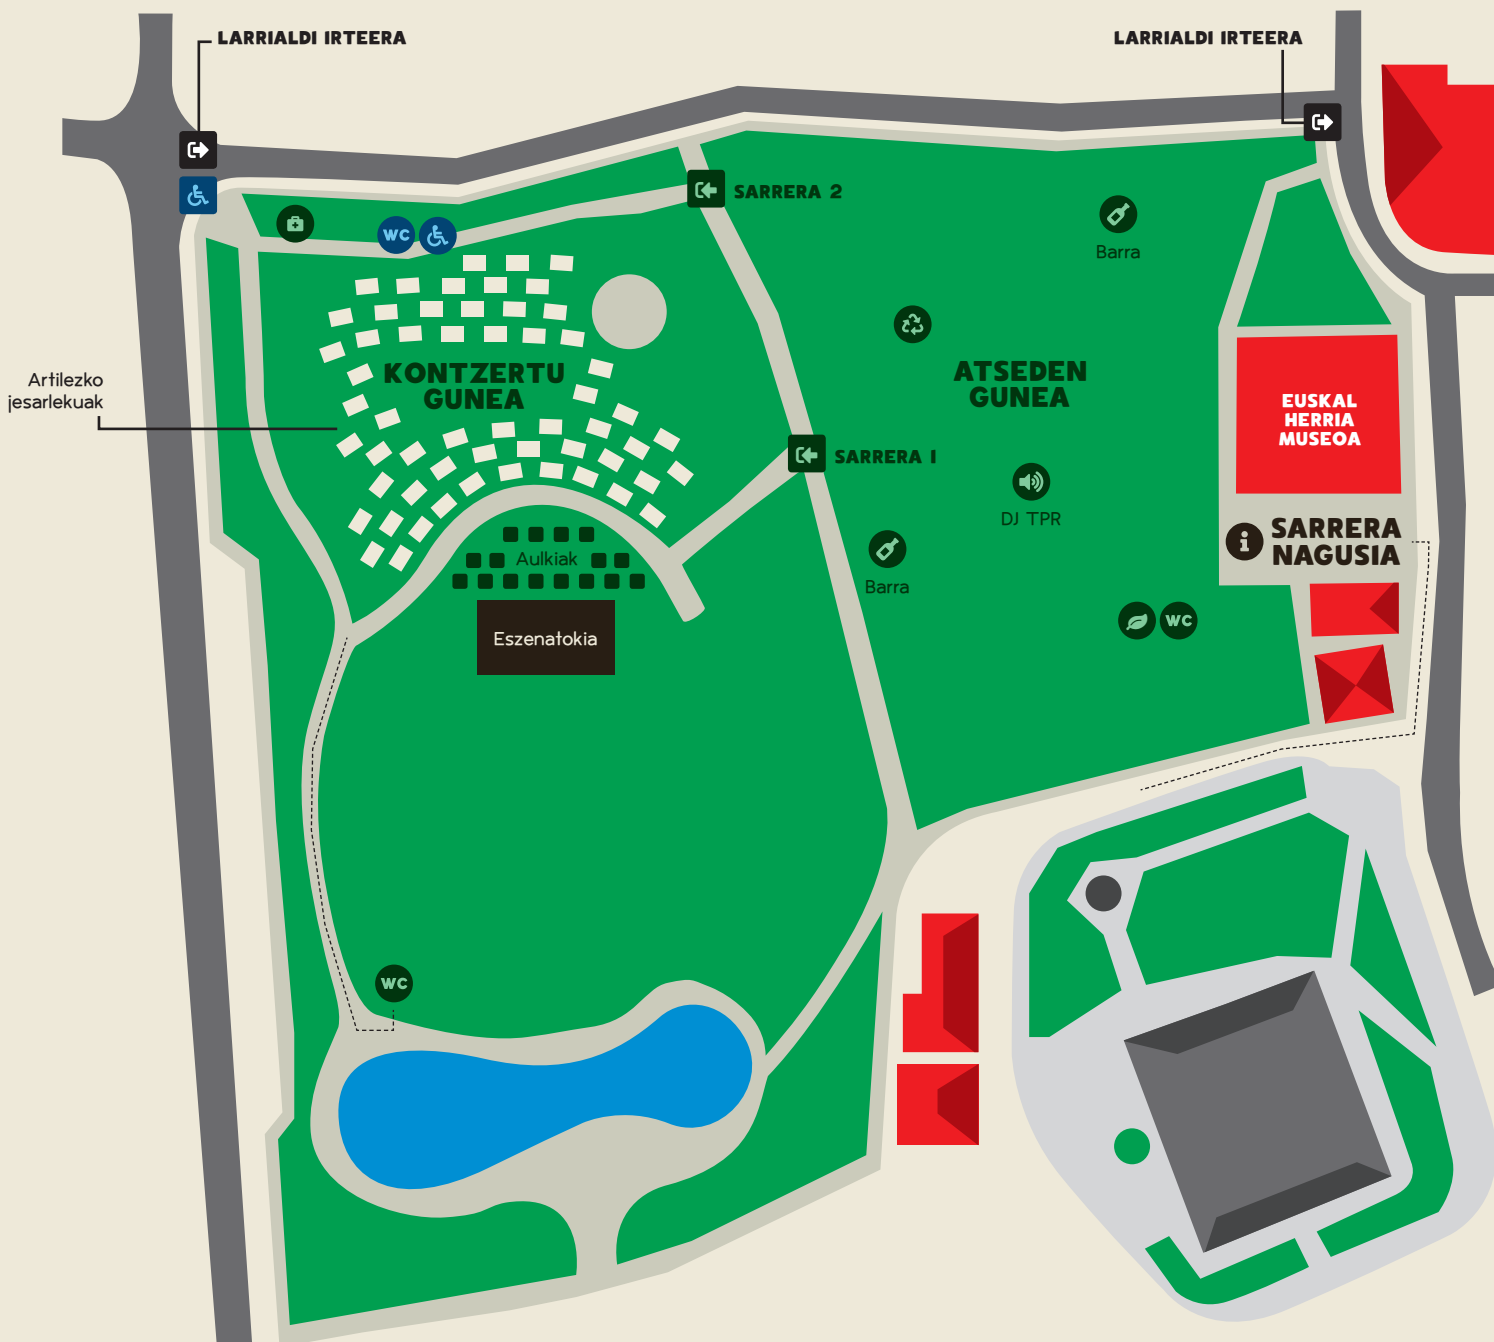 LARRIALDI IRTEERA
LARRIALDI IRTEERA
SARRERA 2
WC
Barra
Artilezko
jesarlekuak
KONTZERTU
GUNEA
ATSEDEN
GUNEA
EUSKAL
HERRIA
MUSEOA
SARRERA 1
DJ TPR
SARRERA
NAGUSIA
Aulkiak
Barra
WC
Eszenatokia
WC